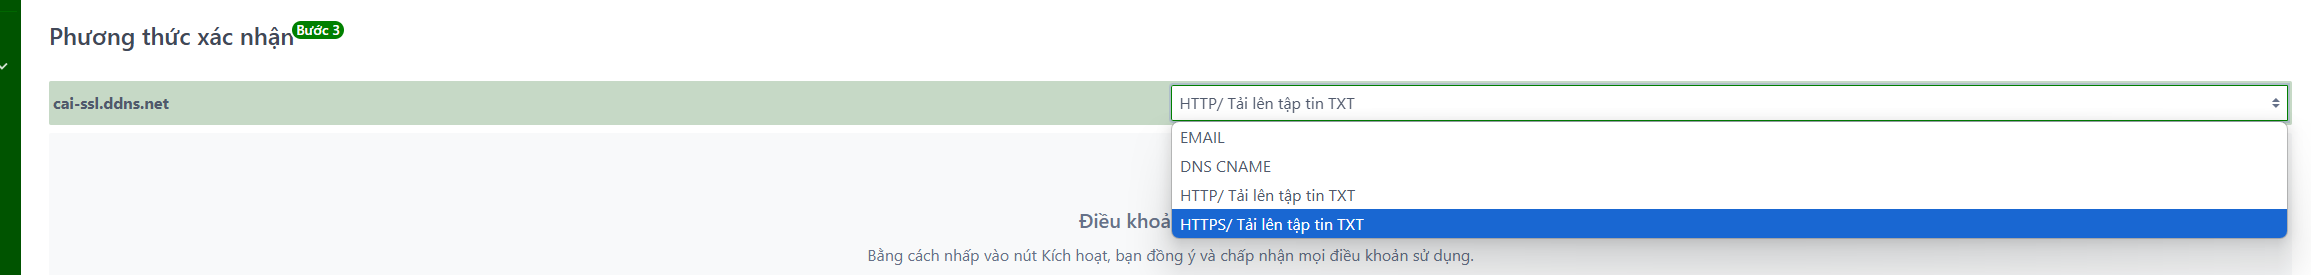 Phương thức xác nhận Bước 3
cai-ssl.ddns.net
HTTP/ Tải lên tập tin TXT
EMAIL
DNS CNAME
HTTP/ Tải lên tập tin TXT
HTTPS/ Tải lên tập tin TXT
Điều khoả
Bằng cách nhấp vào nút Kích hoạt, bạn đồng ý và chấp nhận mọi điều khoản sử dụng.